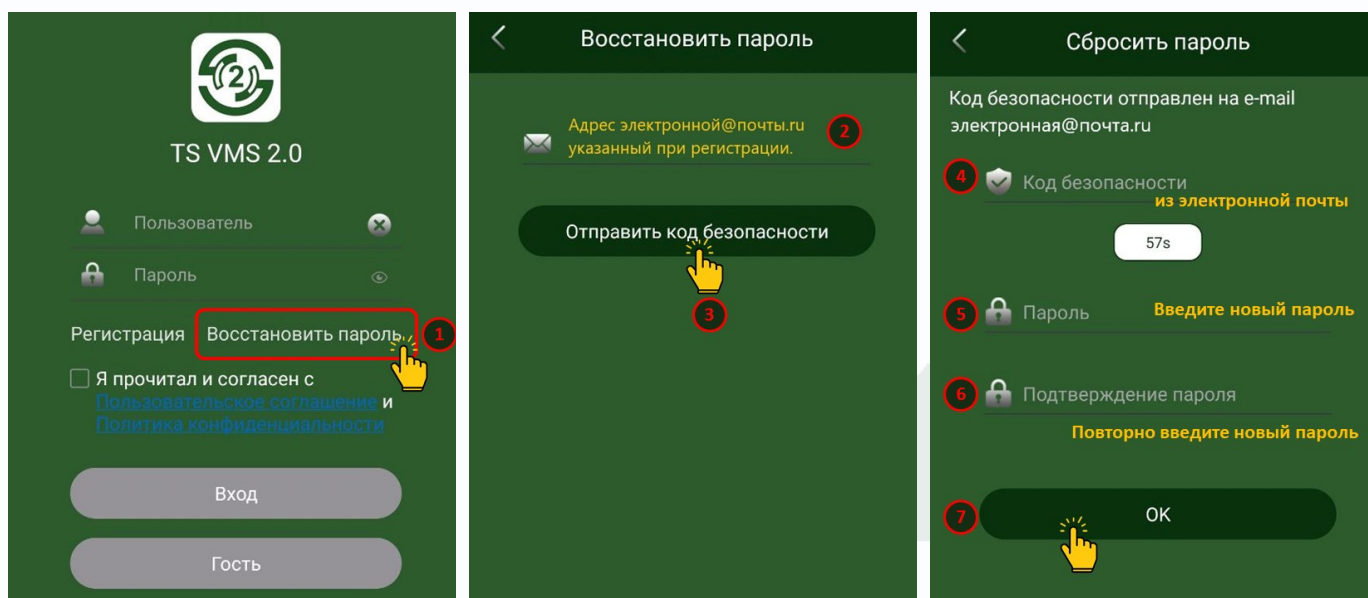 2
TS VMS 2.0
Пользователь
Пароль
Регистрация Восстановить пароль 1
Я прочитал и согласен с
Пользовательское соглашение и
Политика конфиденциальности
Вход
Гость
Восстановить пароль
Адрес электронной@почты.ru
указанный при регистрации.
2
Отправить код безопасности
3
Сбросить пароль
Код безопасности отправлен на e-mail
электронная@почта.ru
4 Код безопасности
из электронной почты
57s
5 Пароль Введите новый пароль
6 Подтверждение пароля
Повторно введите новый пароль
7 OK